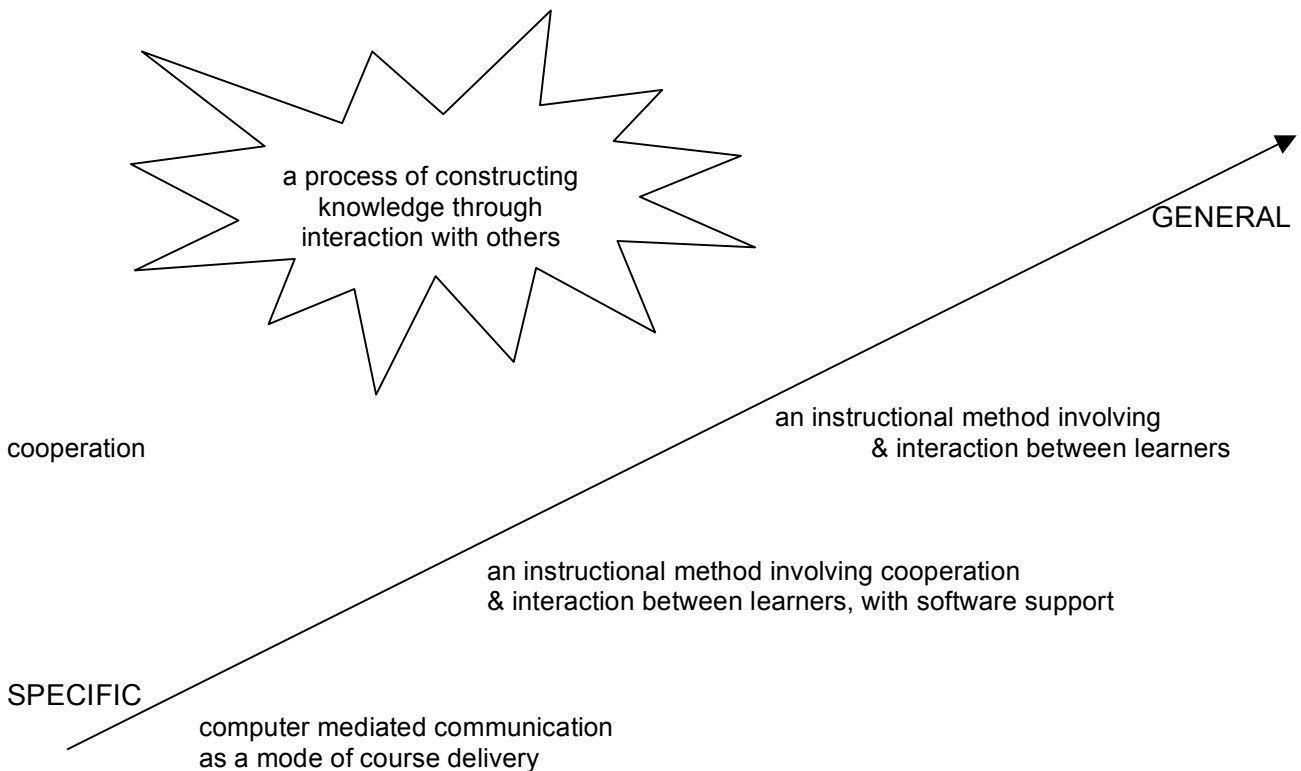 a process of constructing
knowledge through
interaction with others
GENERAL
an instructional method involving
cooperation
& interaction between learners
an instructional method involving cooperation
& interaction between learners, with software support
SPECIFIC
computer mediated communication
as a mode of course delivery